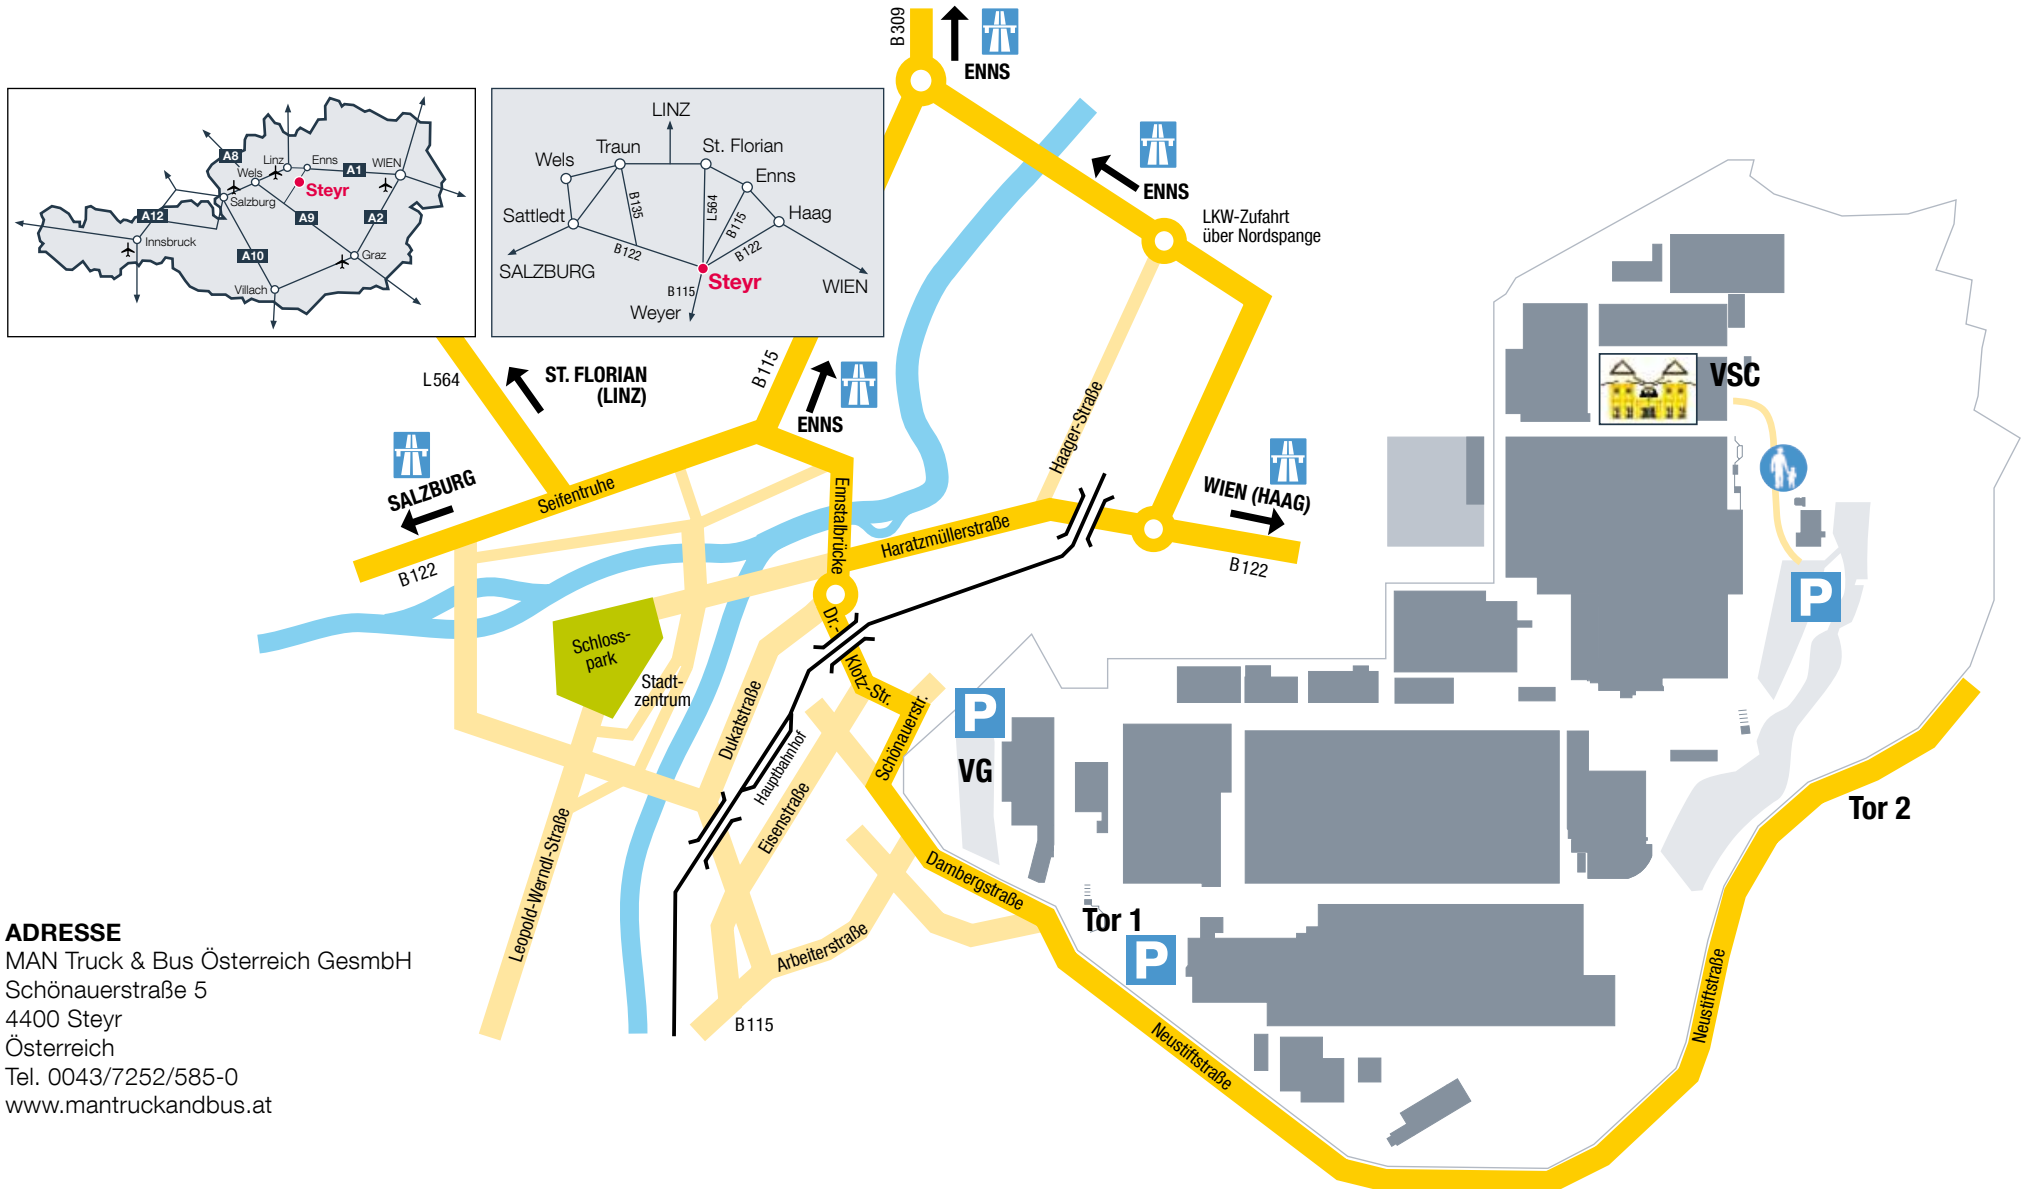 B309
ENNS
ENNS
LKW-Zufahrt
über Nordspange
A8
Linz
Enns
A1
WIEN
Wels
Steyr
Salzburg
A12
A9
A2
Innsbruck
A10
Graz
Villach
LINZ
Traun
St. Florian
Wels
Enns
B135
L564
B115
Sattledt
Haag
B122
B122
SALZBURG
Steyr
WIEN
B115
Weyer
L564
ST. FLORIAN
(LINZ)
B115
ENNS
Haager-Straße
VSC
SALZBURG
Seifentruhe
Ennstalbrücke
WIEN (HAAG)
Haratzmüllerstraße
B122
B122
P
Dr.-
Klotz-Str.
Schloss-
park
Stadt-
zentrum
Dukatstraße
Hauptbahnhof
Schönauerstr.
P
VG
Eisenstraße
Leopold-Werndl-Straße
Dambergstraße
Tor 2
Tor 1
P
Arbeiterstraße
B115
Neustiftstraße
Neustiftstraße
ADRESSE
MAN Truck & Bus Österreich GesmbH
Schönauerstraße 5
4400 Steyr
Österreich
Tel. 0043/7252/585-0
www.mantruckandbus.at